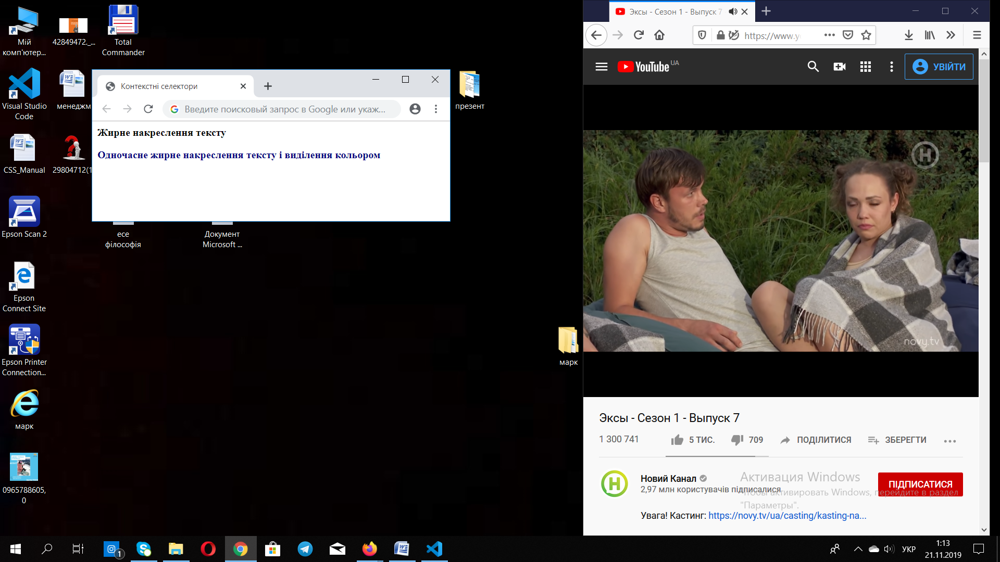 Мій
комп'ютер...
42849472._...
Total
Commander
Visual Studio
Code
менеджм
CSS_Manual
29804712(1
Epson Scan 2
есе
філософія
Документ
Microsoft ...
Epson
Connect Site
Epson Printer
Connection...
марк
0965788605,
0
презент
марк
Контекстні селектори
Введите поисковый запрос в Google или укаж...
Жирне накреслення тексту
Одночасне жирне накреслення тексту і виділення кольором
Эксы - Сезон 1 - Выпуск 7
https://www.y
YouTube UA
УВІЙТИ
novy.tv
Эксы - Сезон 1 - Выпуск 7
1 300 741
5 ТИС.
709
ПОДІЛИТИСЯ
ЗБЕРЕГТИ
Новий Канал
2,97 млн користувачів підписалися
ПІДПИСАТИСЯ
Активация Windows
Чтобы активировать Windows, перейдите в раздел
"Параметры".
Увага! Кастинг: https://novy.tv/ua/casting/kasting-na...
1
УКР
1:13
21.11.2019